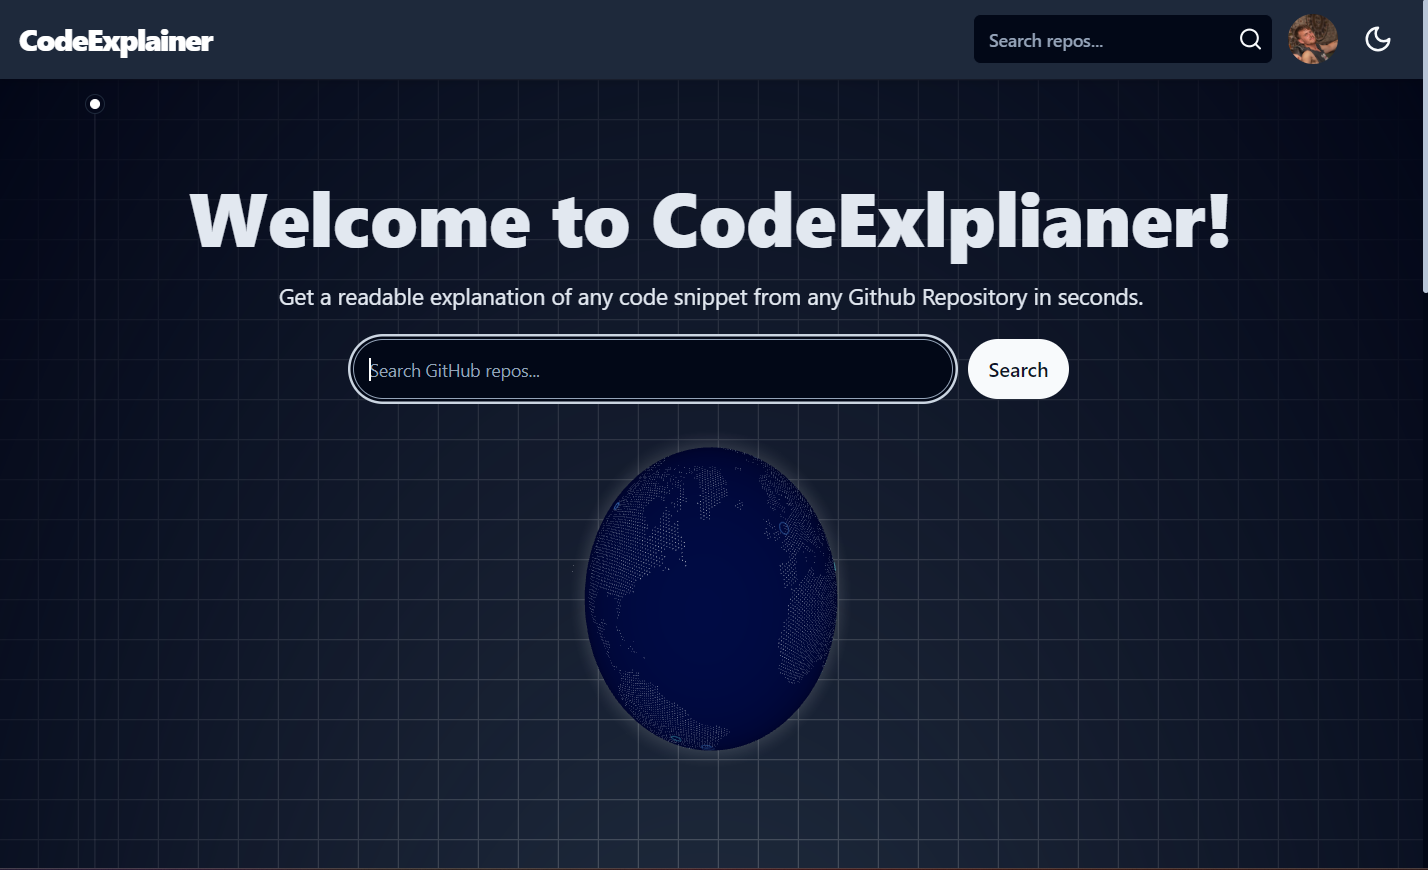 CodeExplainer
Search repos...
Welcome to CodeExlplianer!
Get a readable explanation of any code snippet from any Github Repository in seconds.
Search GitHub repos...
Search